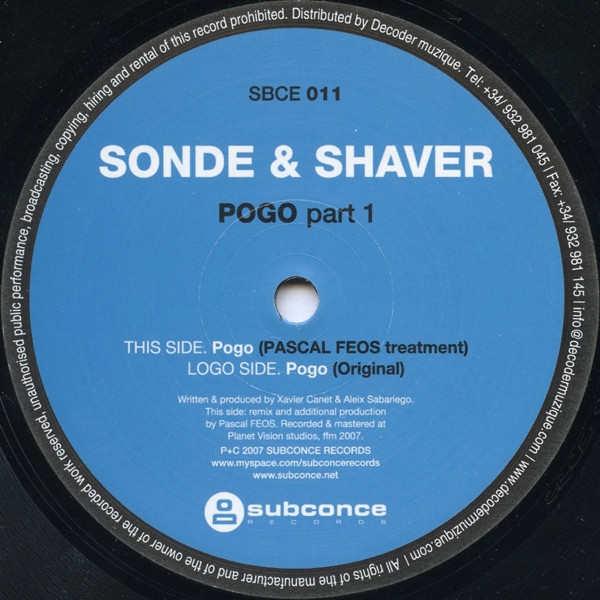 SBCE 011
SONDE & SHAVER
POGO part 1
THIS SIDE. Pogo (PASCAL FEOS treatment)
LOGO SIDE. Pogo (Original)
Written & produced by Xavier Canet & Aleix Sabariego.
This side: remix and additional production
by Pascal FEOS. Recorded & mastered at
Planet Vision studios, ffm 2007.
P+C 2007 SUBCONCE RECORDS
www.myspace.com/subconcerecords
www.subconce.net
subconce
RECORDS
All rights of the manufacturer and of the owner of the recorded work reserved, unauthorised public performance, broadcasting, copying, hiring and rental of this record prohibited. Distributed by Decoder muzique. Tel: +34/ 932 981 045 | Fax: +34/ 932 981 145 | info@decodermuzique.com | www.decodermuzique.com |